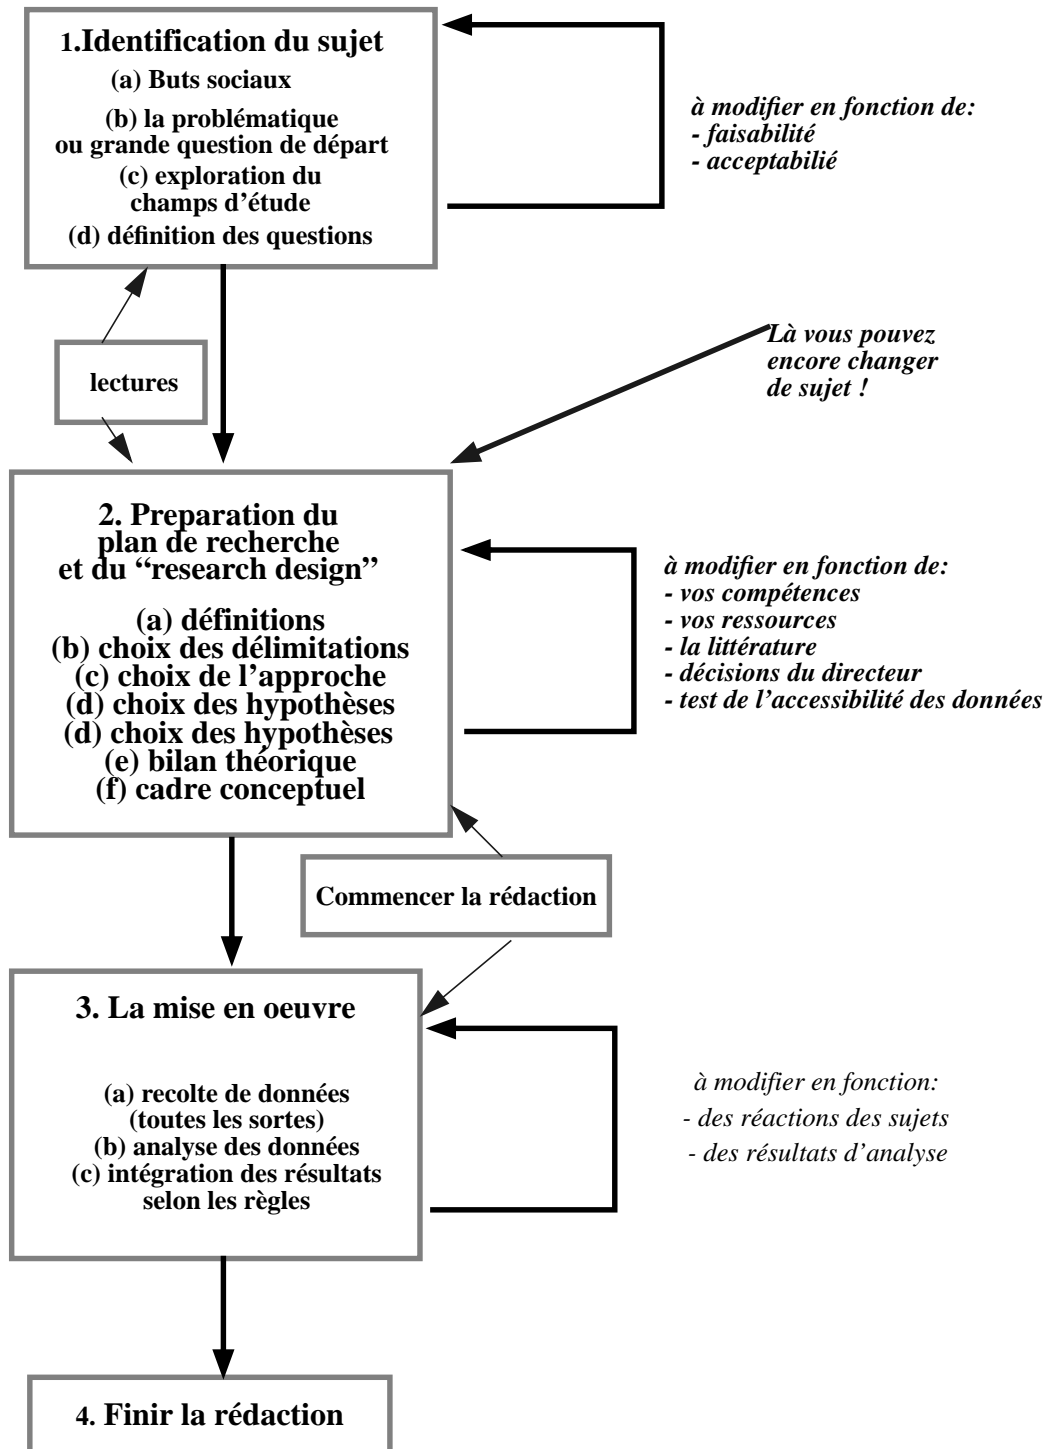 1.Identification du sujet
(a) Buts sociaux
(b) la problématique
ou grande question de départ
(c) exploration du
champs d’étude
(d) définition des questions
à modifier en fonction de:
- faisabilité
- acceptabilié
lectures
Là vous pouvez
encore changer
de sujet !
2. Preparation du
plan de recherche
et du “research design”
(a) définitions
(b) choix des délimitations
(c) choix de l’approche
(d) choix des hypothèses
(d) choix des hypothèses
(e) bilan théorique
(f) cadre conceptuel
à modifier en fonction de:
- vos compétences
- vos ressources
- la littérature
- décisions du directeur
- test de l’accessibilité des données
Commencer la rédaction
3. La mise en oeuvre
(a) recolte de données
(toutes les sortes)
(b) analyse des données
(c) intégration des résultats
selon les règles
à modifier en fonction:
- des réactions des sujets
- des résultats d’analyse
4. Finir la rédaction